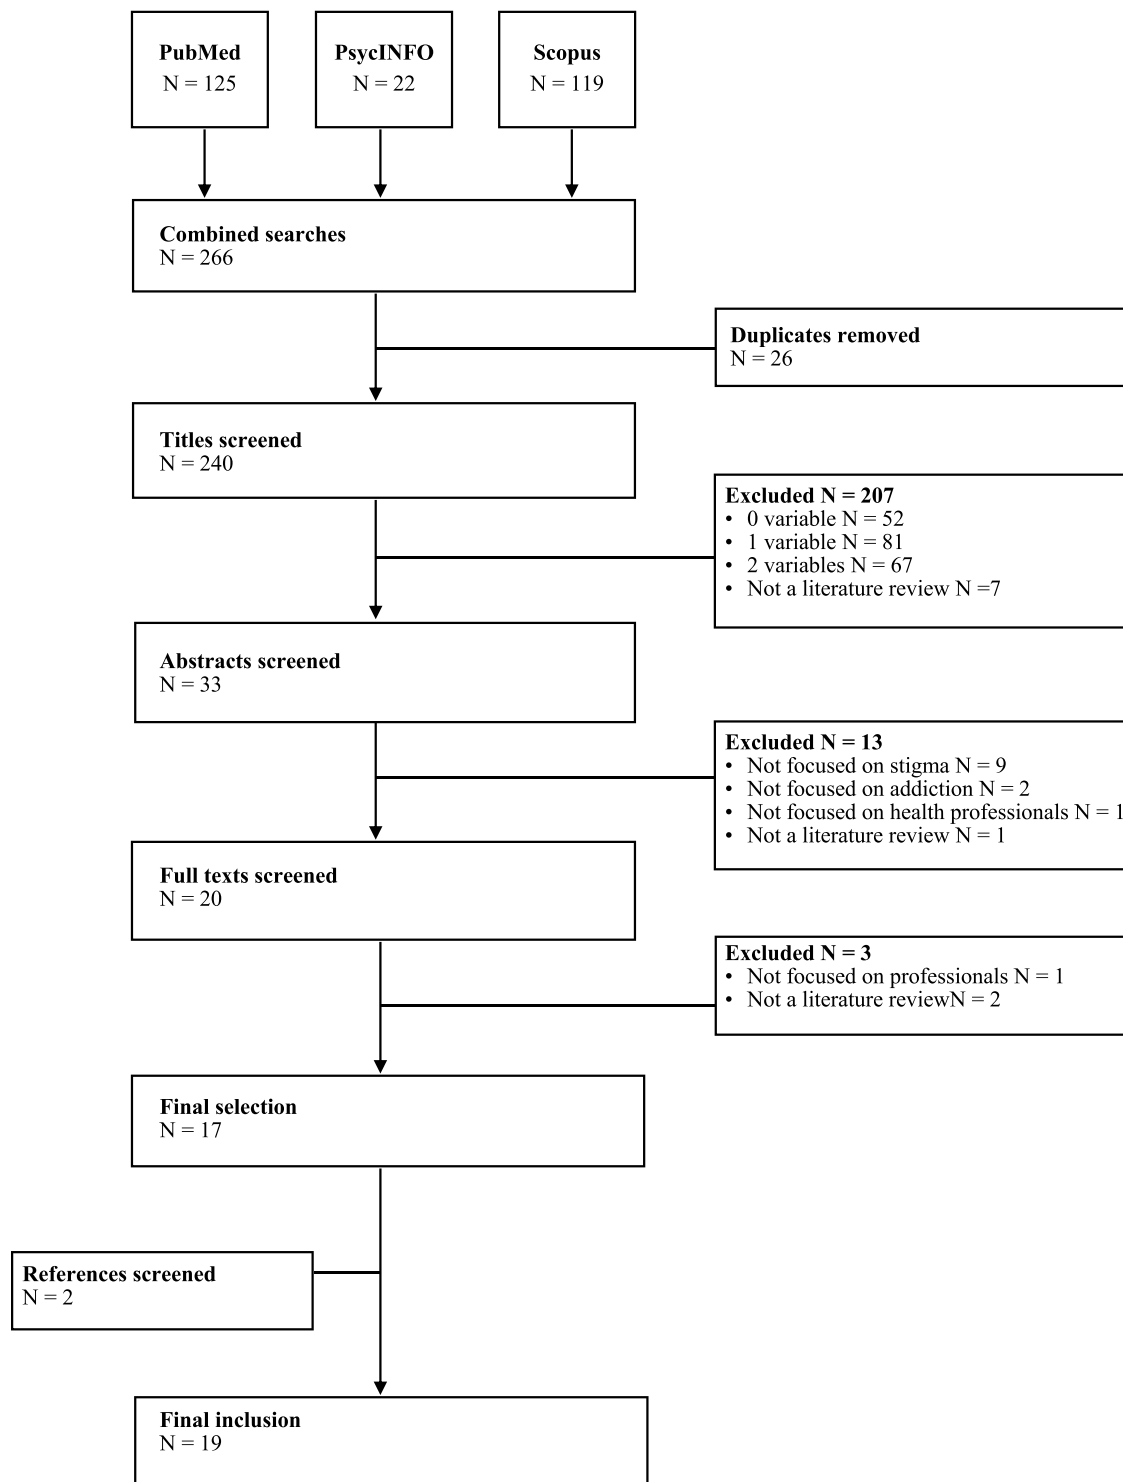 PubMed
N = 125
PsycINFO
N = 22
Scopus
N = 119
Combined searches
N = 266
Duplicates removed
N = 26
Titles screened
N = 240
Excluded N = 207
• 0 variable N = 52
• 1 variable N = 81
• 2 variables N = 67
• Not a literature review N =7
Abstracts screened
N = 33
Excluded N = 13
• Not focused on stigma N = 9
• Not focused on addiction N = 2
• Not focused on health professionals N = 1
• Not a literature review N = 1
Full texts screened
N = 20
Excluded N = 3
• Not focused on professionals N = 1
• Not a literature reviewN = 2
Final selection
N = 17
References screened
N = 2
Final inclusion
N = 19